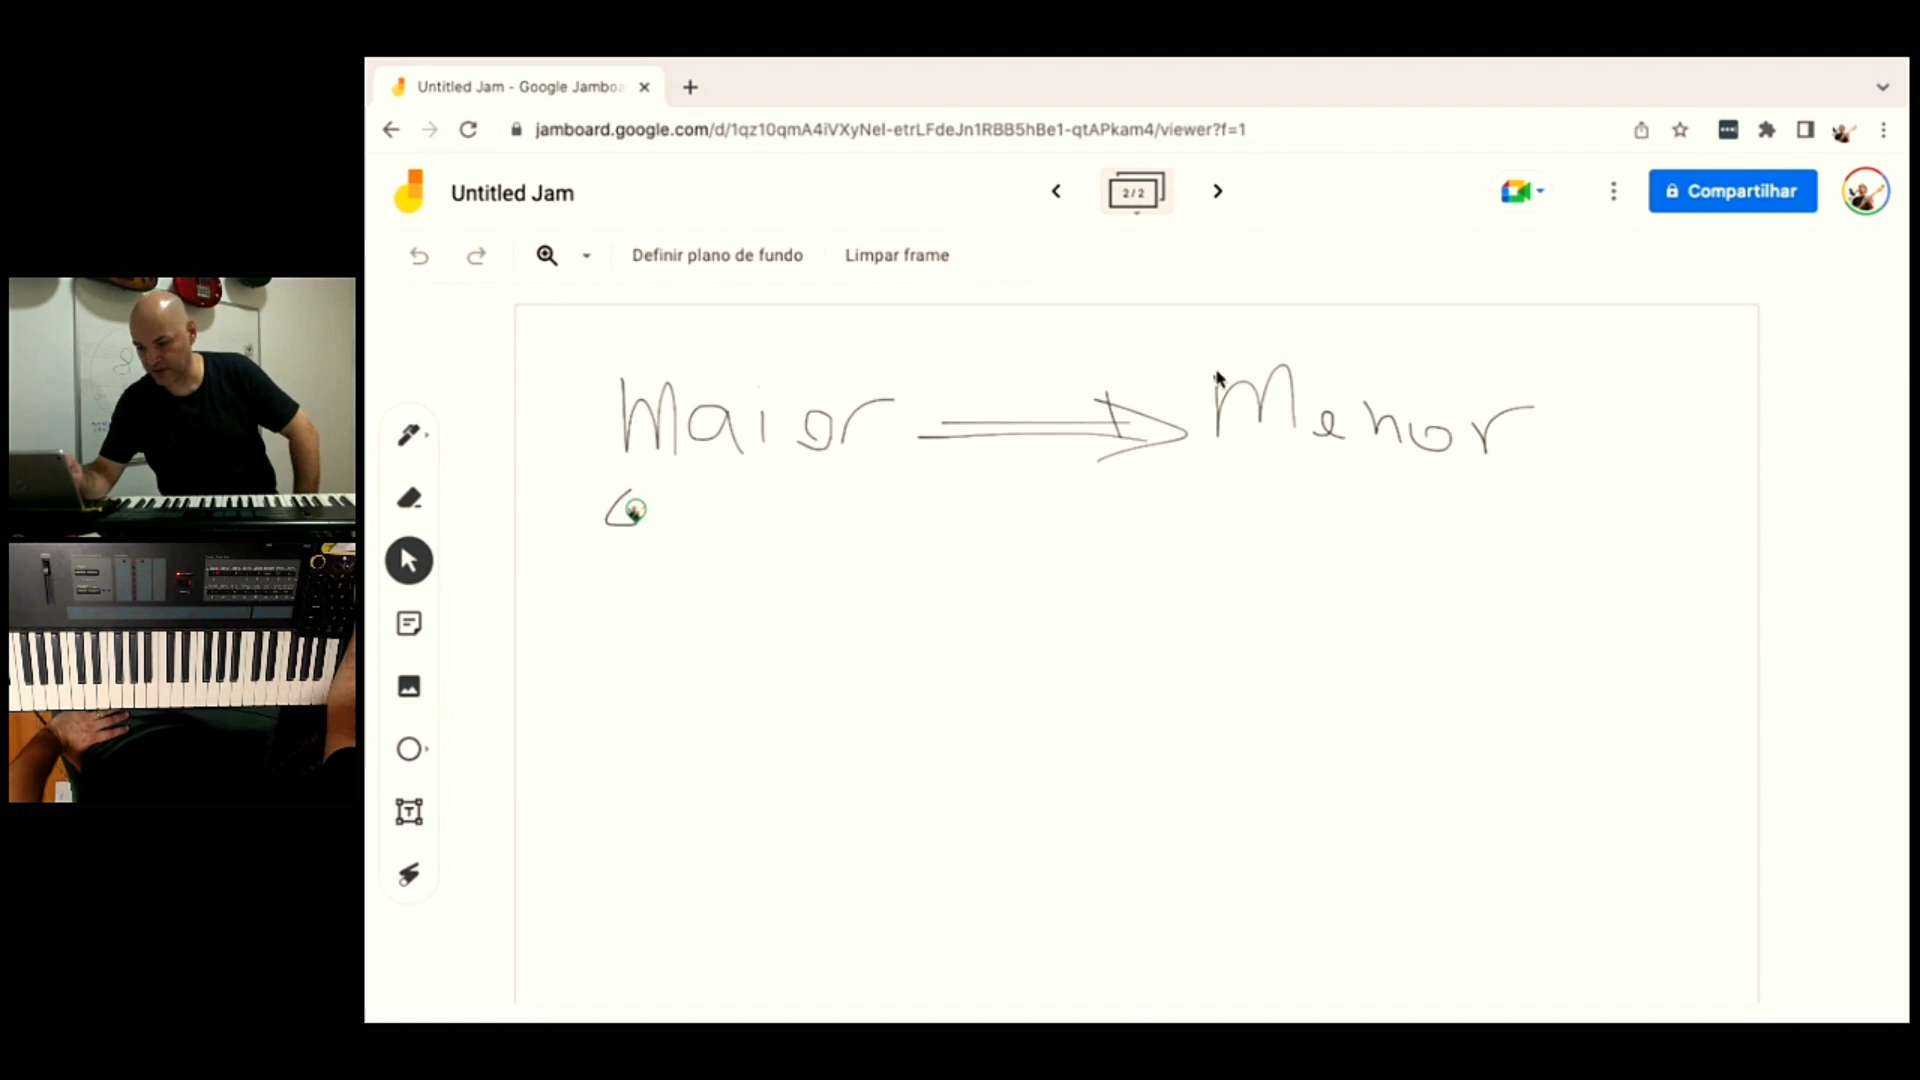 Untitled Jam - Google Jamboa
jamboard.google.com/d/1qz10qmA4iVXyNel-etrLFdeJn1RBB5hBe1-qtAPkam4/viewer?f=1
Untitled Jam
2/2
Compartilhar
Definir plano de fundo
Limpar frame
Maior
Menor